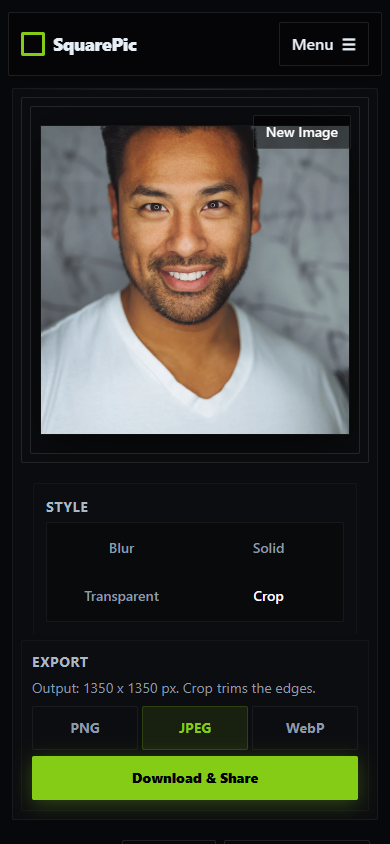 SquarePic
Menu ☰
New Image
STYLE
Blur
Solid
Transparent
Crop
EXPORT
Output: 1350 x 1350 px. Crop trims the edges.
PNG
JPEG
WebP
Download & Share